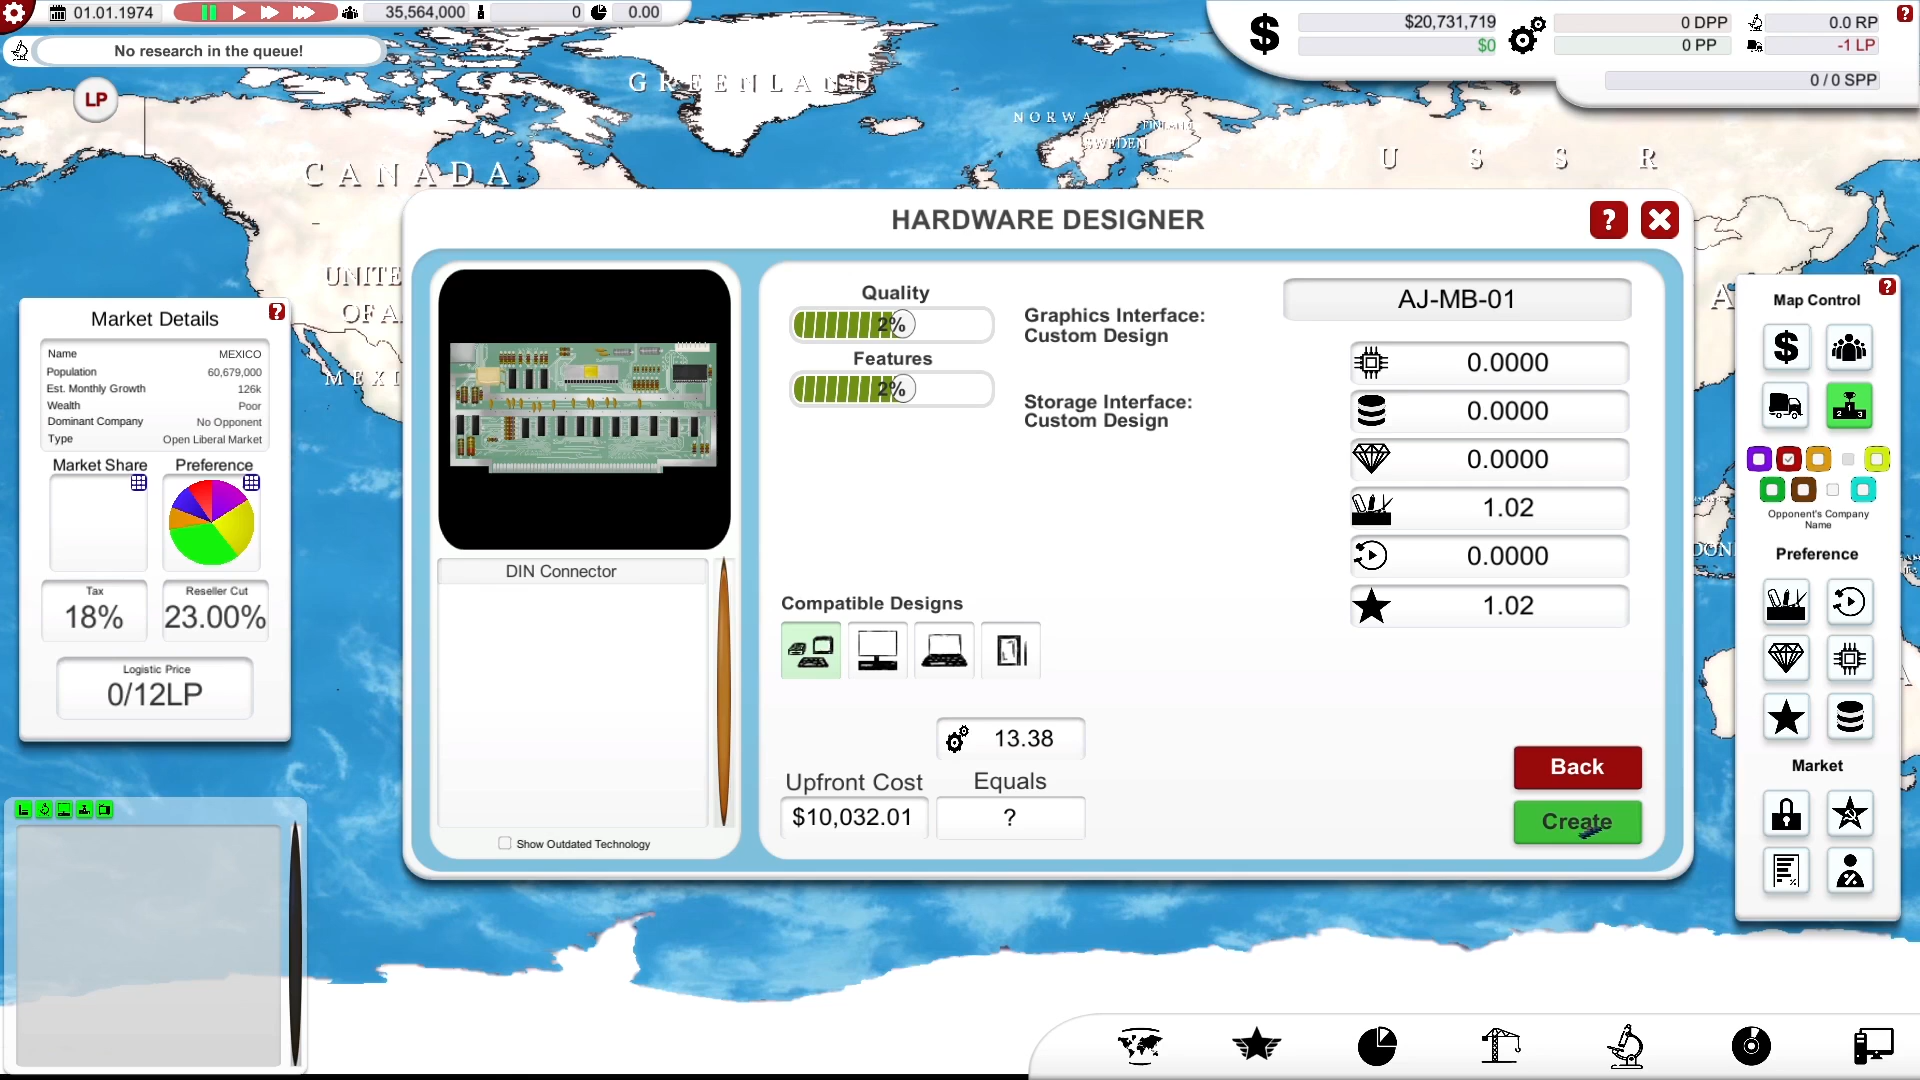 01.01.1974
35,564,000
0
0.00
No research in the queue!
$20,731,719
$0
0 DPP
0 PP
0.0 RP
-1 LP
0 / 0 SPP
?
LP
GREENLAND
NORWAY
FINLAND
SWEDEN
CANADA
U S S R
UNITE
OF A
MEXI
HARDWARE DESIGNER
?
Market Details
?
Name MEXICO
Population 60,679,000
Est. Monthly Growth 126k
Wealth Poor
Dominant Company No Opponent
Type Open Liberal Market
Market Share
Preference
Tax
18%
Reseller Cut
23.00%
Logistic Price
0/12LP
DIN Connector
Show Outdated Technology
Quality
2%
Features
2%
Graphics Interface:
Custom Design
Storage Interface:
Custom Design
AJ-MB-01
0.0000
0.0000
0.0000
1.02
0.0000
1.02
Compatible Designs
13.38
Upfront Cost
$10,032.01
Equals
?
Back
Create
Map Control
?
Opponent's Company
Name
Preference
Market